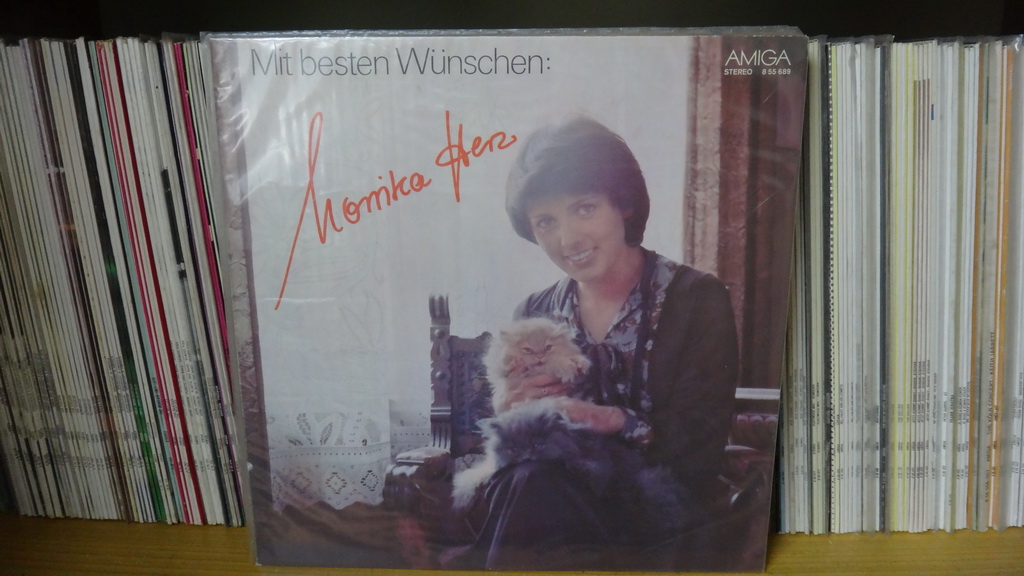 Mit besten Wünschen:
AMIGA
STEREO 8 55 689
Monika Herz